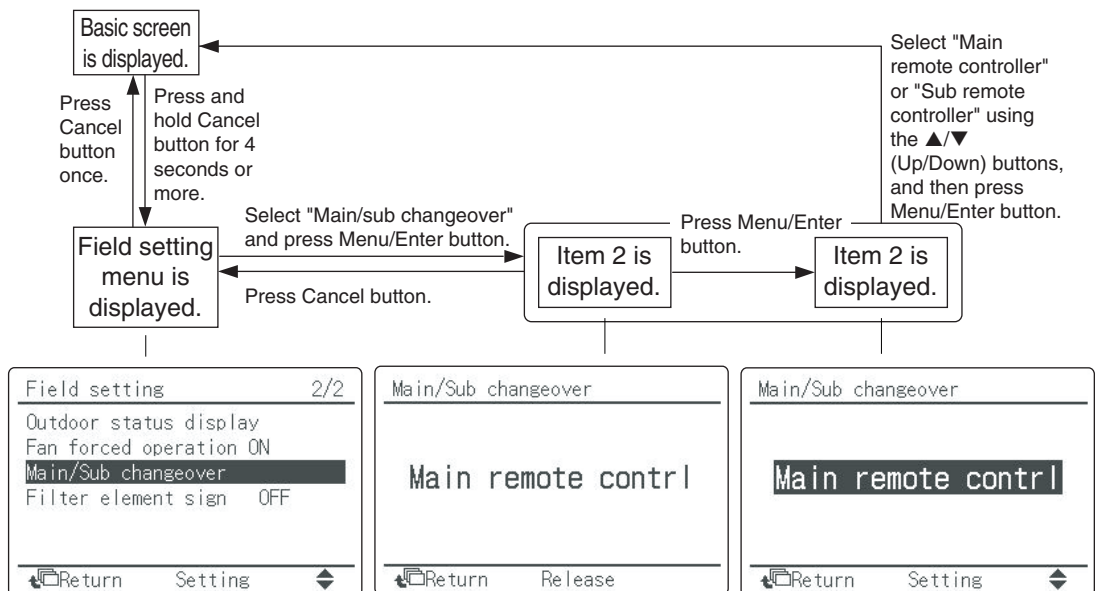 Basic screen
is displayed.
Select "Main
remote controller"
or "Sub remote
controller" using
the ▲/▼
(Up/Down) buttons,
and then press
Menu/Enter button.
Press
Cancel
button
once.
Press and
hold Cancel
button for 4
seconds or
more.
Field setting
menu is
displayed.
Select "Main/sub changeover"
and press Menu/Enter button.
Press Cancel button.
Item 2 is
displayed.
Press Menu/Enter
button.
Item 2 is
displayed.
Field setting 2/2
Outdoor status display
Fan forced operation ON
Main/Sub changeover
Filter element sign OFF
Return Setting
Main/Sub changeover
Main remote contrl
Return Release
Main/Sub changeover
Main remote contrl
Return Setting